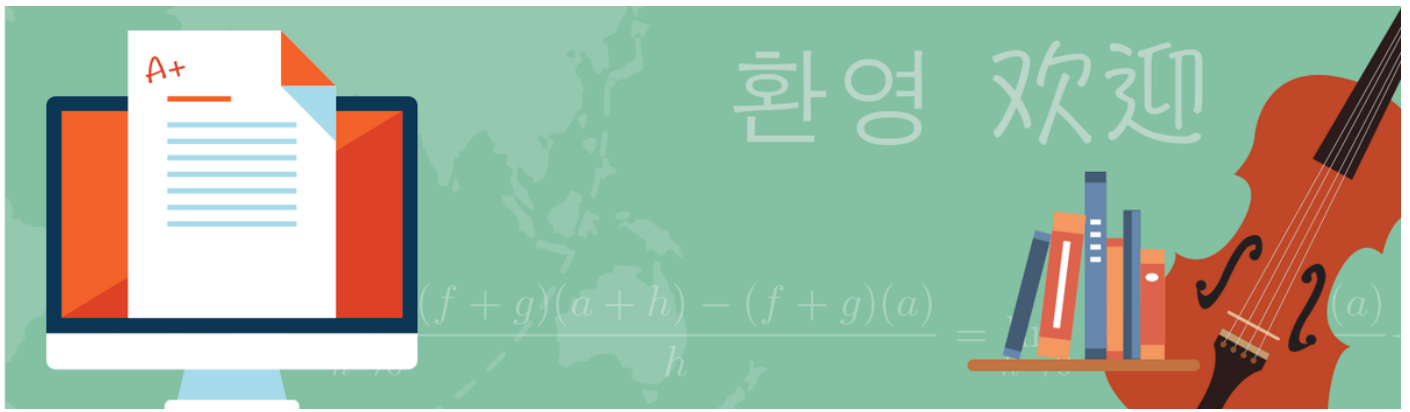 A+
환영 欢迎
(f + g)(a + h) − (f + g)(a)
=
(a)
h